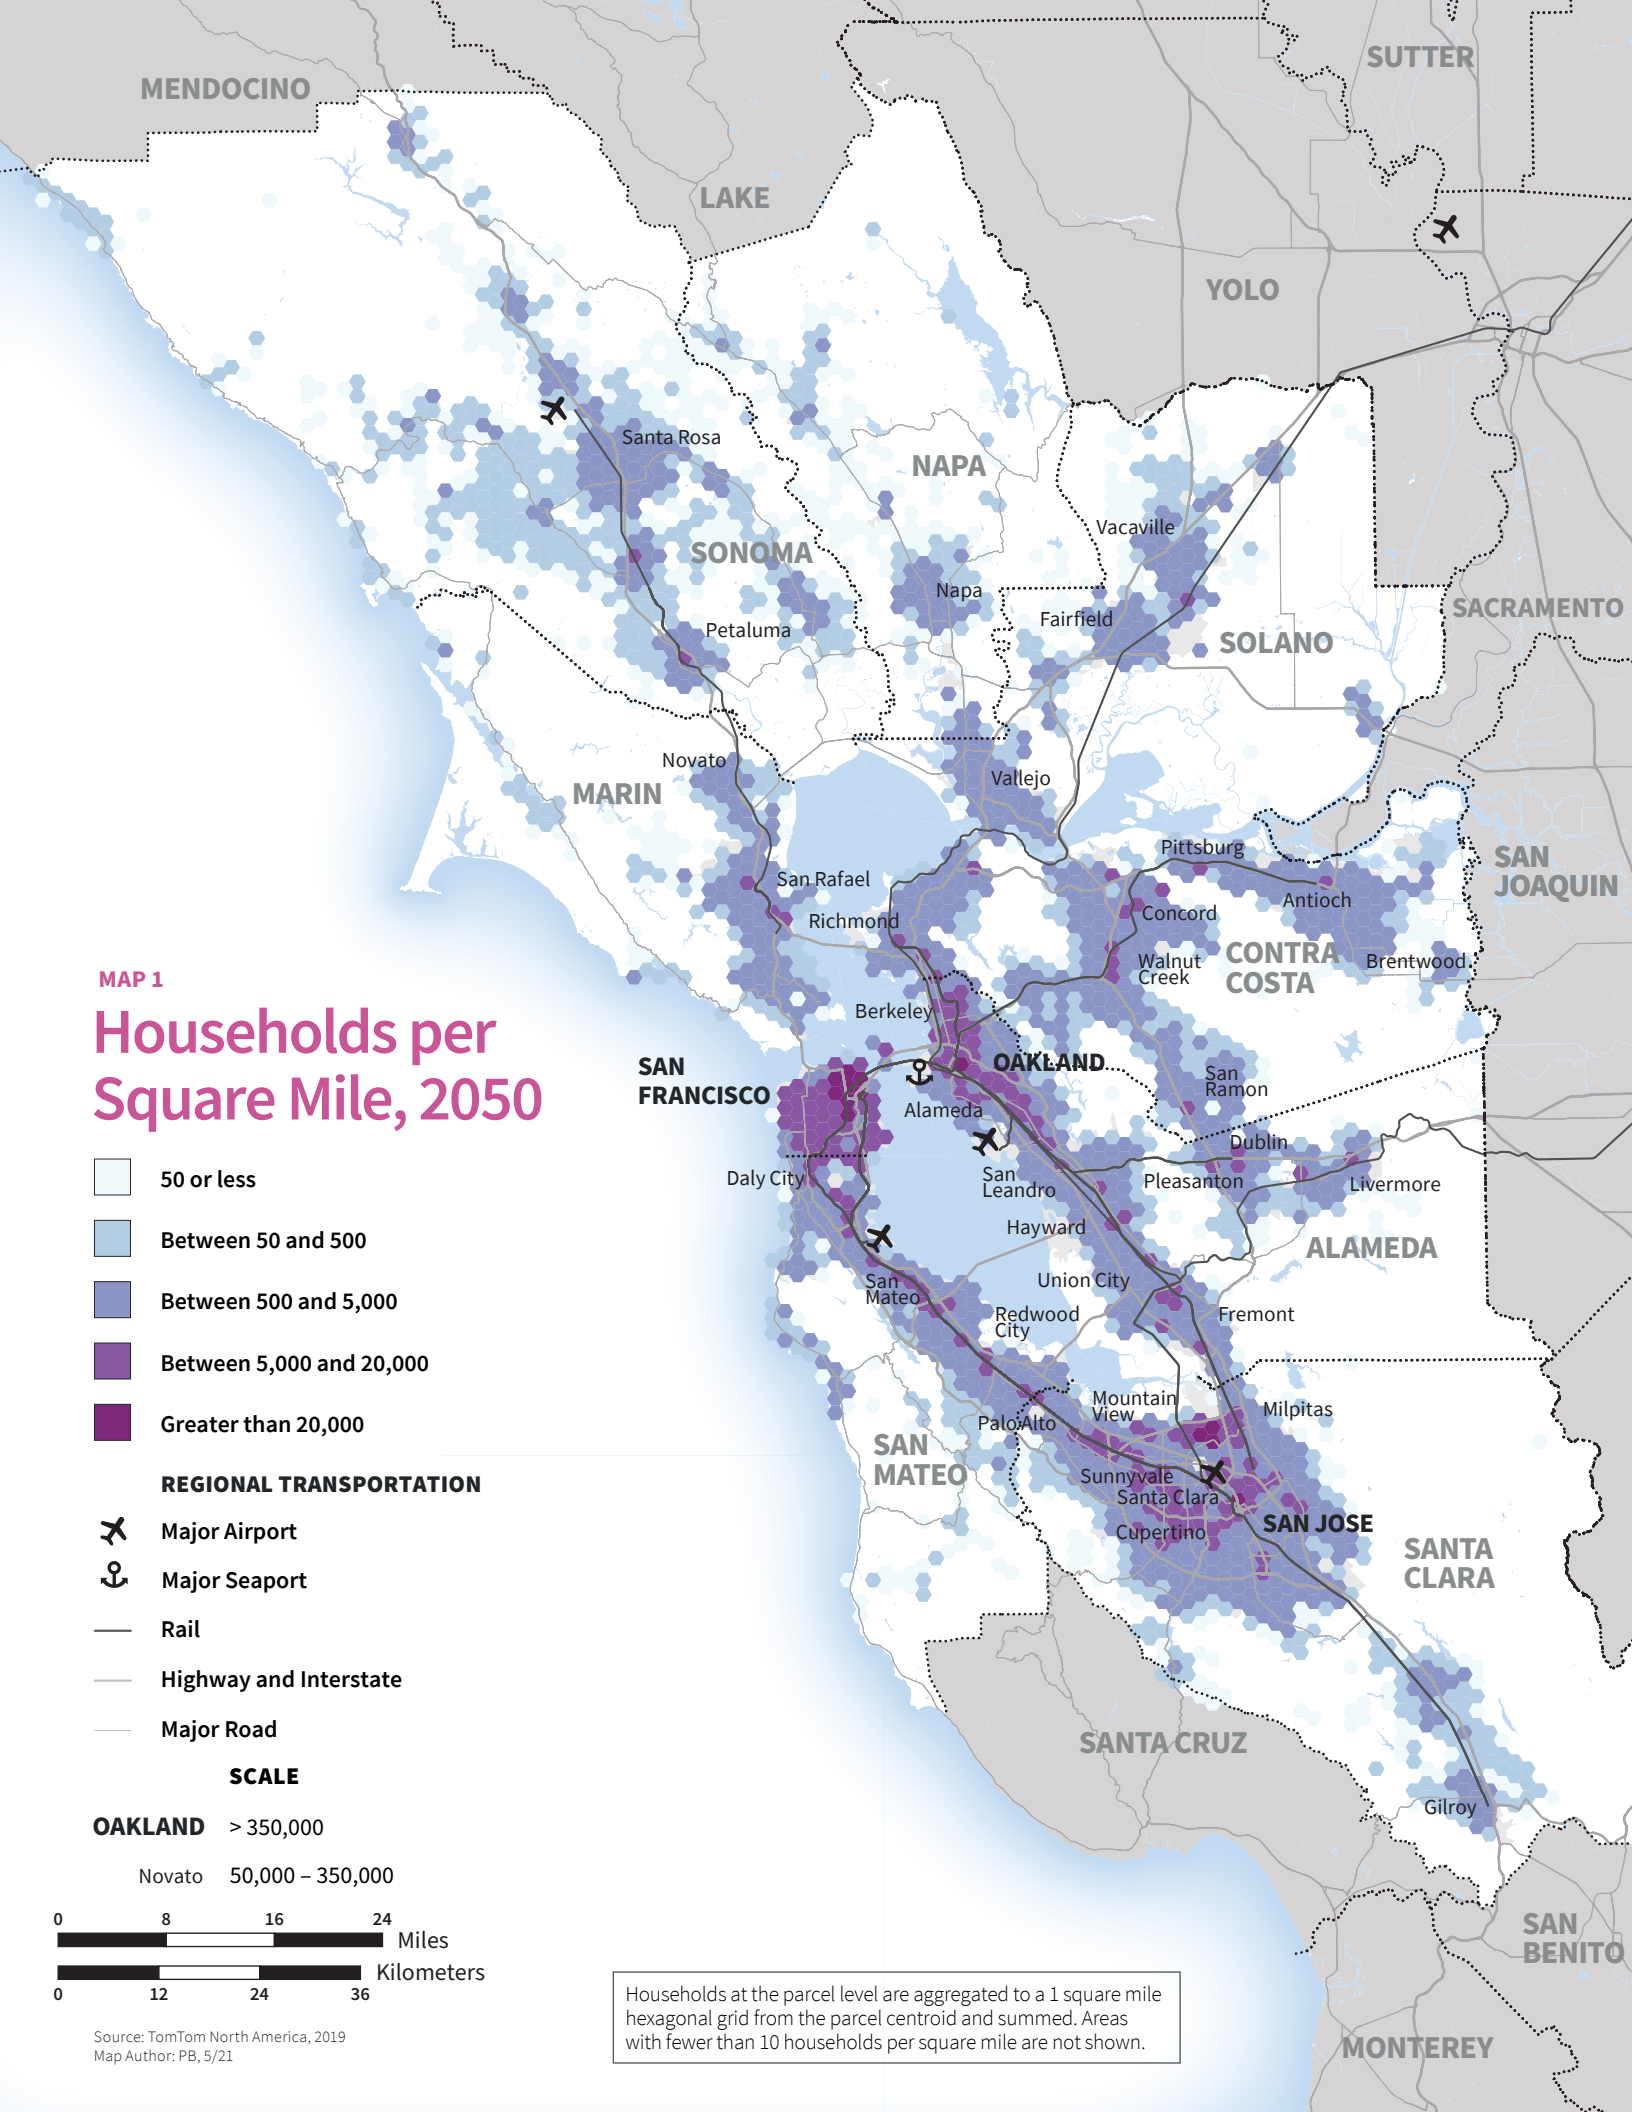 MENDOCINO
SUTTER
LAKE
YOLO
Santa Rosa
NAPA
Vacaville
SONOMA
Napa
SACRAMENTO
Fairfield
Petaluma
SOLANO
Novato
Vallejo
MARIN
Pittsburg
SAN
JOAQUIN
San Rafael
Antioch
Richmond
Concord
CONTRA
COSTA
Walnut
Creek
Brentwood
Berkeley
SAN
FRANCISCO
OAKLAND
San
Ramon
Alameda
Dublin
Daly City
San
Leandro
Pleasanton
Livermore
Hayward
ALAMEDA
Union City
San
Mateo
Redwood
City
Fremont
Mountain
View
Milpitas
Palo Alto
SAN
MATEO
Sunnyvale
Santa Clara
Cupertino
SAN JOSE
SANTA
CLARA
SANTA CRUZ
Gilroy
SAN
BENITO
MONTEREY
MAP 1
Households per
Square Mile, 2050
50 or less
Between 50 and 500
Between 500 and 5,000
Between 5,000 and 20,000
Greater than 20,000
REGIONAL TRANSPORTATION
Major Airport
Major Seaport
Rail
Highway and Interstate
Major Road
SCALE
OAKLAND > 350,000
Novato 50,000 – 350,000
0 8 16 24
Miles
Kilometers
0 12 24 36
Source: TomTom North America, 2019
Map Author: PB, 5/21
Households at the parcel level are aggregated to a 1 square mile
hexagonal grid from the parcel centroid and summed. Areas
with fewer than 10 households per square mile are not shown.